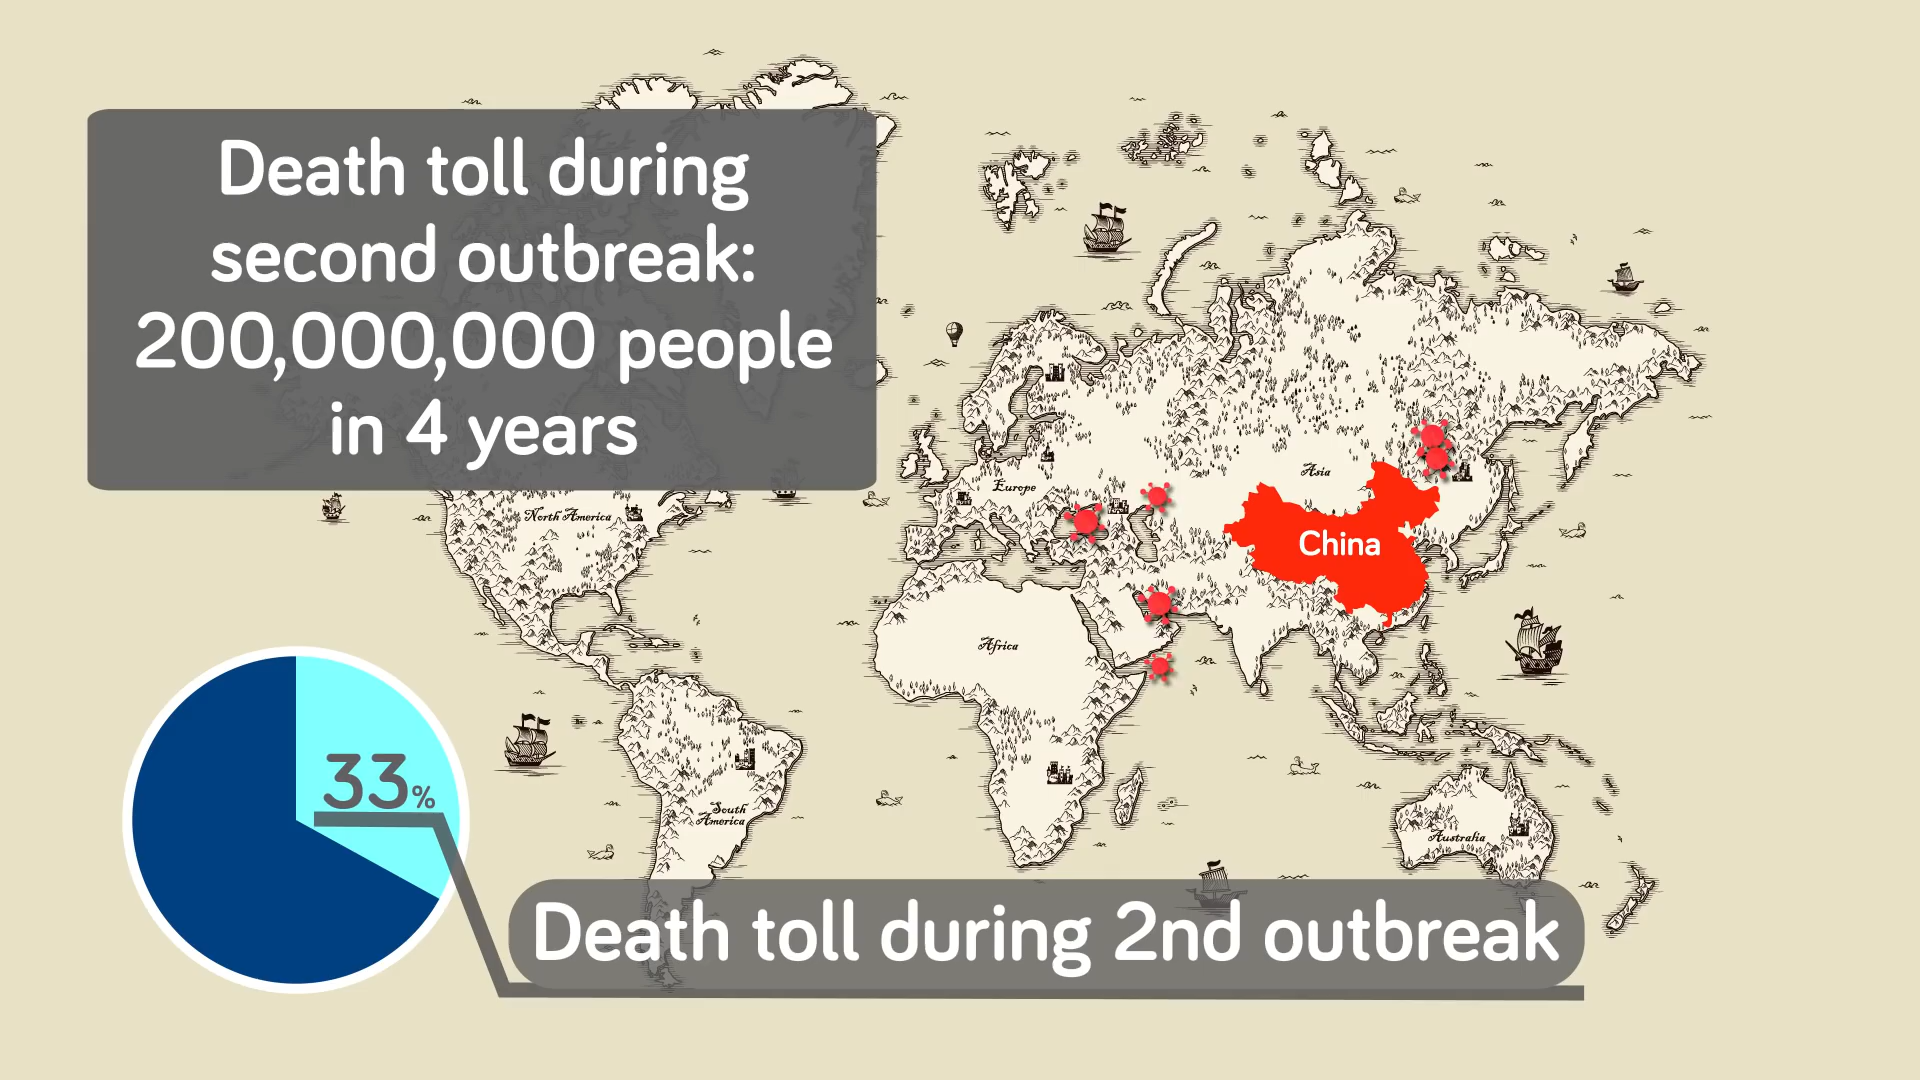 Death toll during
second outbreak:
200,000,000 people
in 4 years
Asia
Europe
North America
China
Africa
33%
South
America
Australia
Death toll during 2nd outbreak